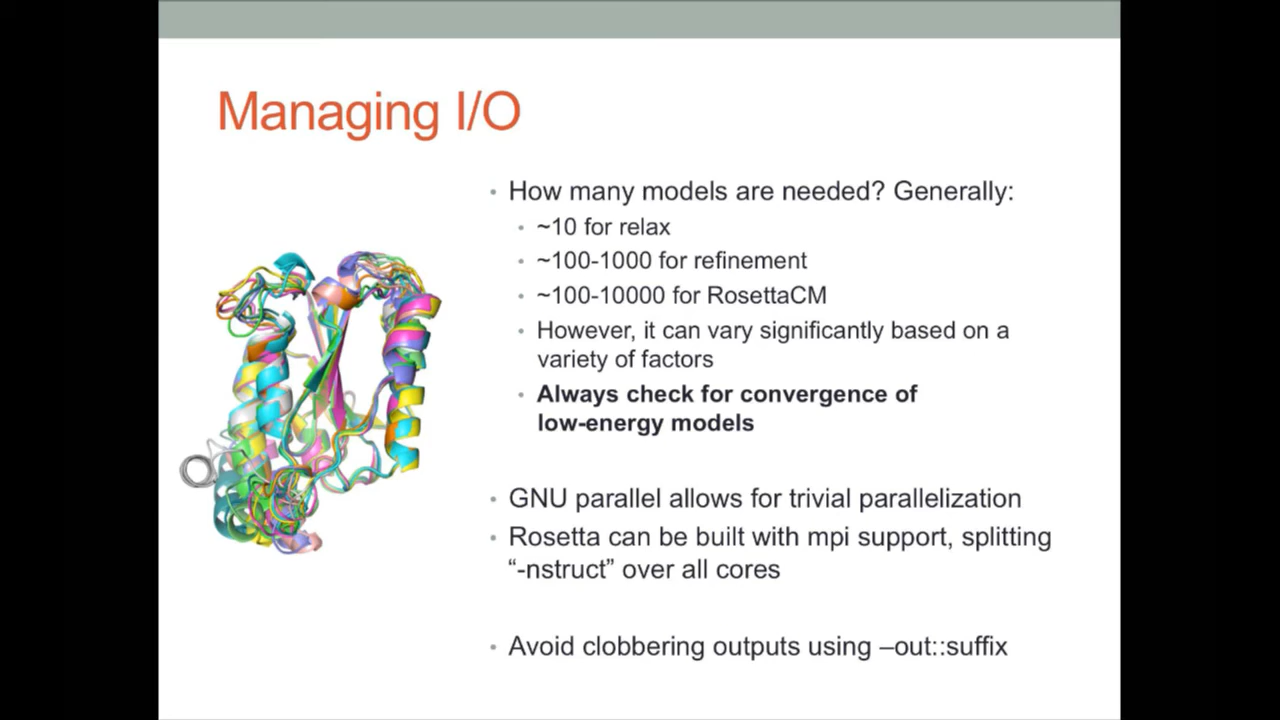 Managing I/O
• How many models are needed? Generally:
• ~10 for relax
• ~100-1000 for refinement
• ~100-10000 for RosettaCM
• However, it can vary significantly based on a
variety of factors
• Always check for convergence of
low-energy models
• GNU parallel allows for trivial parallelization
• Rosetta can be built with mpi support, splitting
“-nstruct” over all cores
• Avoid clobbering outputs using –out::suffix